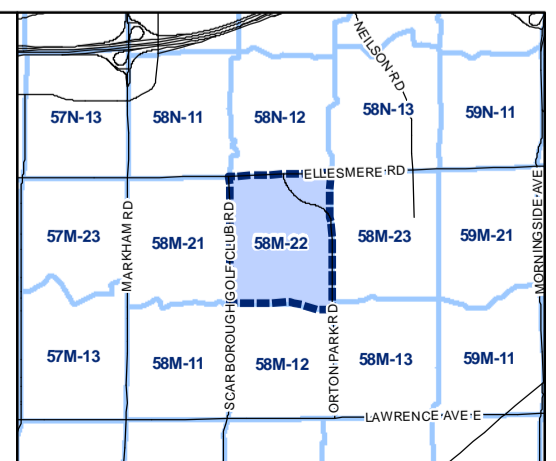 NEILSON RD
57N-13
58N-11
58N-12
58N-13
59N-11
ELLESMERE RD
MARKHAM RD
SCARBOROUGH GOLF CLUB RD
ORTON PARK RD
MORNINGSIDE AVE
57M-23
58M-21
58M-22
58M-23
59M-21
57M-13
58M-11
58M-12
58M-13
59M-11
LAWRENCE AVE E